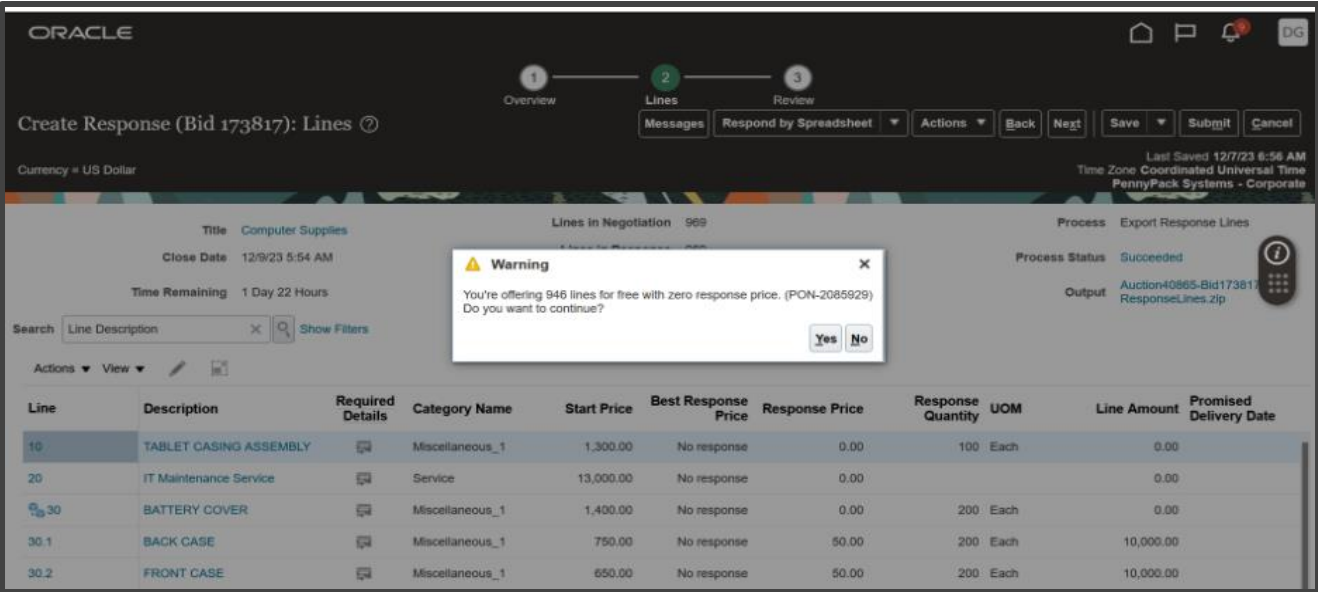 ORACLE
9
DG
1
2
3
Overview
Lines
Review
Create Response (Bid 173817): Lines
Messages
Respond by Spreadsheet
Actions
Back
Next
Save
Submit
Cancel
Currency = US Dollar
Last Saved 12/7/23 6:56 AM
Time Zone Coordinated Universal Time
PennyPack Systems - Corporate
Title Computer Supplies
Close Date 12/9/23 5:54 AM
Time Remaining 1 Day 22 Hours
Lines in Negotiation 969
Lines in Response 969
Process Export Response Lines
Process Status Succeeded
Output Auction40865-Bid173817
ResponseLines.zip
Warning
You're offering 946 lines for free with zero response price. (PON-2085929)
Do you want to continue?
Yes No
Search Line Description Show Filters
Actions View
Line Description Required Details Category Name Start Price Best Response Price Response Price Response Quantity UOM Line Amount Promised Delivery Date
10 TABLET CASING ASSEMBLY Miscellaneous_1 1,300.00 No response 0.00 100 Each 0.00
20 IT Maintenance Service Service 13,000.00 No response 0.00 0.00
30 BATTERY COVER Miscellaneous_1 1,400.00 No response 0.00 200 Each 0.00
30.1 BACK CASE Miscellaneous_1 750.00 No response 50.00 200 Each 10,000.00
30.2 FRONT CASE Miscellaneous_1 650.00 No response 50.00 200 Each 10,000.00